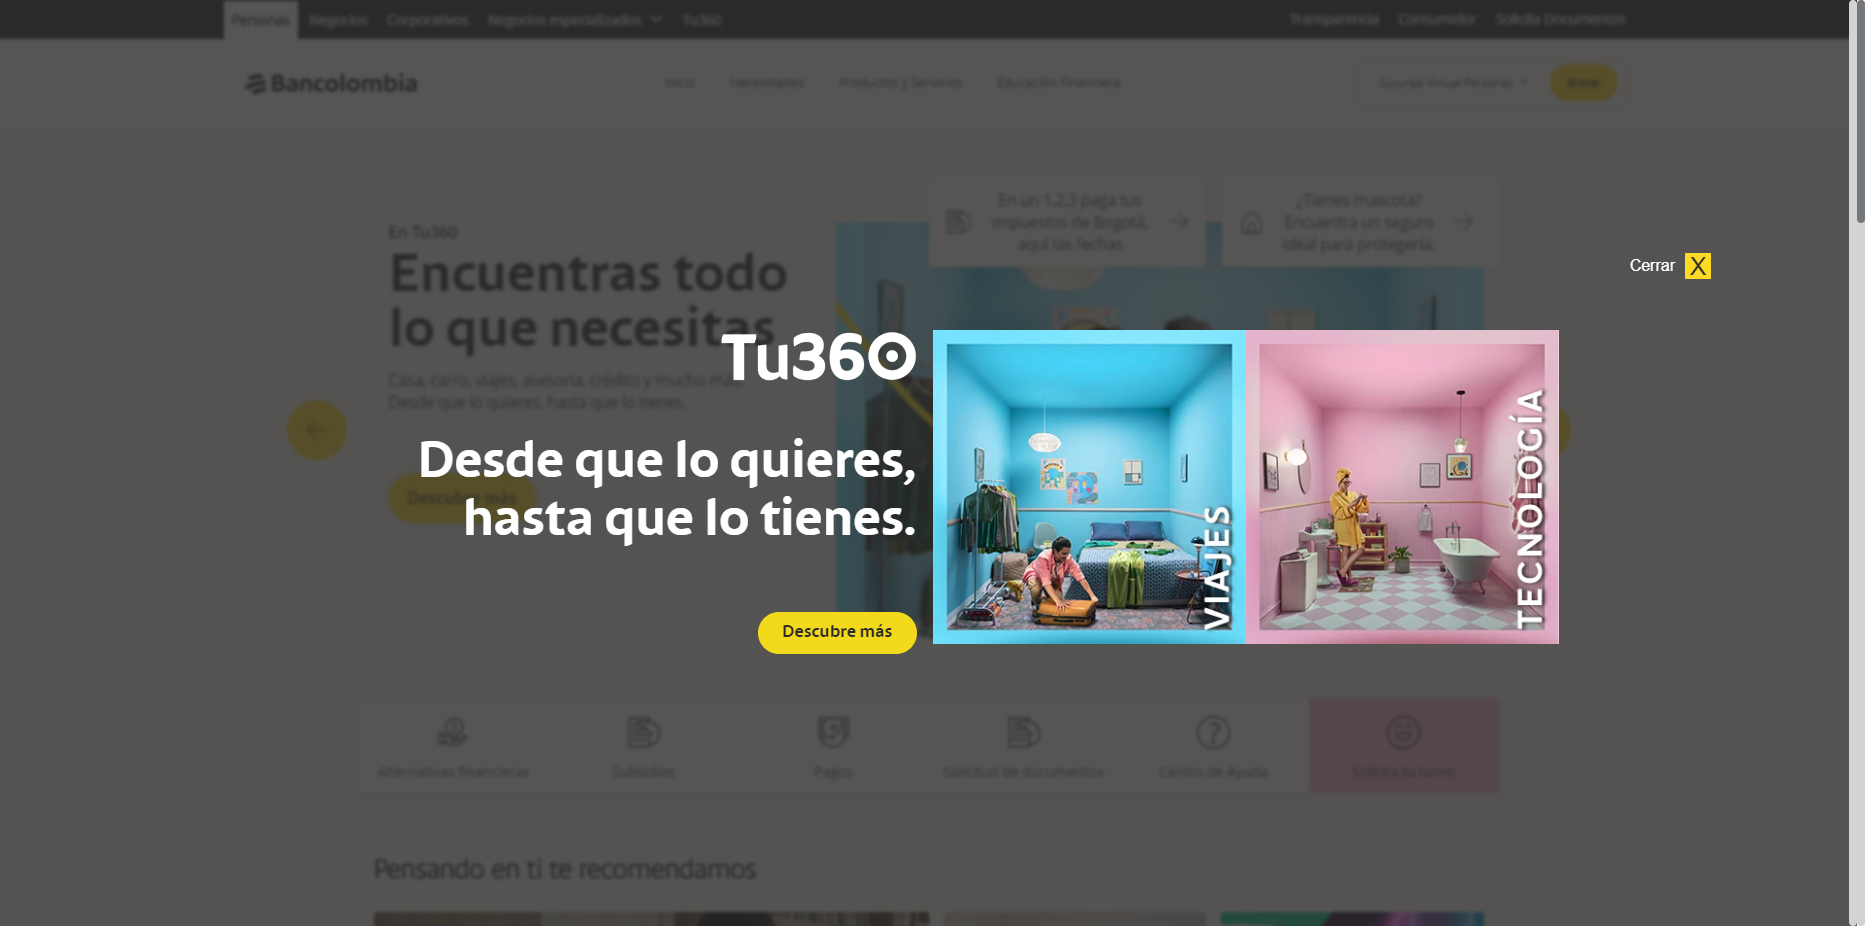 Personas
Negocios
Corporativos
Negocios especializados
Tu360
Transparencia
Consumidor
Solicita Documentos
Bancolombia
Inicio
Necesidades
Productos y Servicios
Educación Financiera
Sucursal Virtual Personas
Entrar
En un 1,2,3 paga tus
impuestos de Bogotá,
aquí las fechas
¿Tienes mascota?
Encuentra un seguro
ideal para protegerla.
En Tu360
Encuentras todo
lo que necesitas
Casa, carro, viajes, asesoría, crédito y mucho más
Desde que lo quieres, hasta que lo tienes.
Descubre más
Cerrar X
Tu360
Desde que lo quieres,
hasta que lo tienes.
Descubre más
VIAJES
TECNOLOGÍA
Alternativas financieras
Subsidios
Pagos
Solicitud de documentos
Centro de Ayuda
Solicita tu turno
Pensando en ti te recomendamos